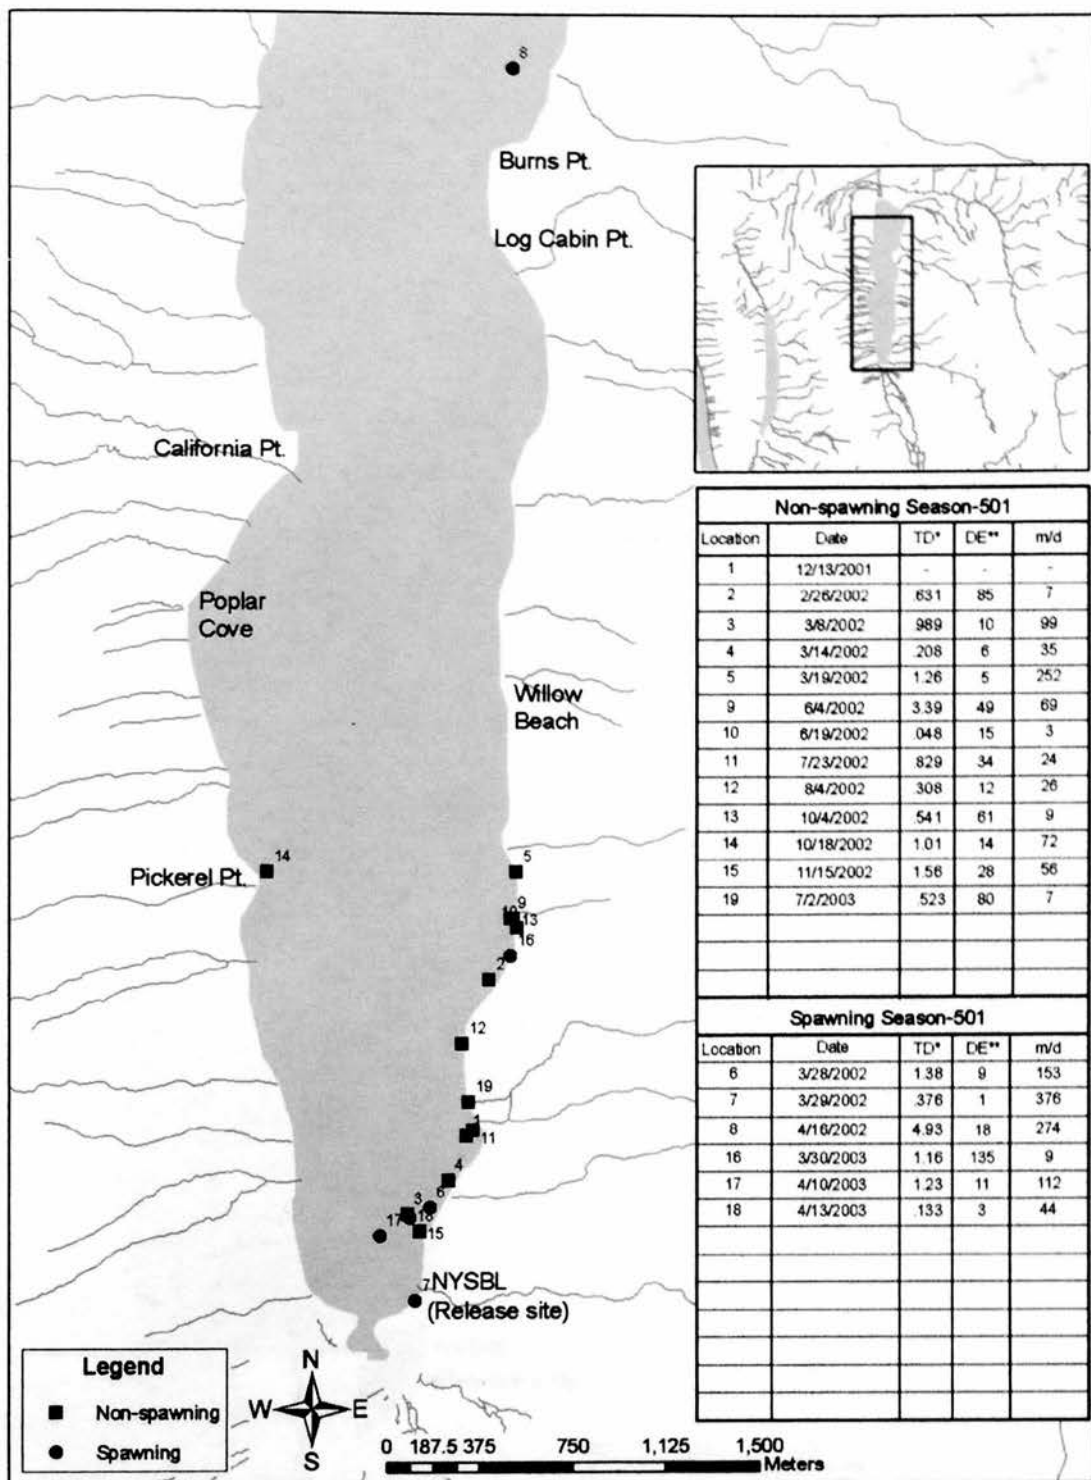 8
Burns Pt.
Log Cabin Pt.
California Pt.
Poplar
Cove
Willow
Beach
Pickerel Pt.
14
5
9
10
13
16
2
12
19
1
11
4
6
3
18
17
15
7
NYSBL
(Release site)
Non-spawning Season-501
Location Date TD* DE** m/d
1 12/13/2001 - - -
2 2/26/2002 .631 85 7
3 3/8/2002 .989 10 99
4 3/14/2002 .208 6 35
5 3/19/2002 1.26 5 252
9 6/4/2002 3.39 49 69
10 6/19/2002 .048 15 3
11 7/23/2002 .829 34 24
12 8/4/2002 .308 12 26
13 10/4/2002 .541 61 9
14 10/18/2002 1.01 14 72
15 11/15/2002 1.56 28 56
19 7/2/2003 .523 80 7
Spawning Season-501
Location Date TD* DE** m/d
6 3/28/2002 1.38 9 153
7 3/29/2002 .376 1 376
8 4/16/2002 4.93 18 274
16 3/30/2003 1.16 135 9
17 4/10/2003 1.23 11 112
18 4/13/2003 .133 3 44
Legend
Non-spawning
Spawning
N
W E
S
0 187.5 375 750 1,125 1,500
Meters